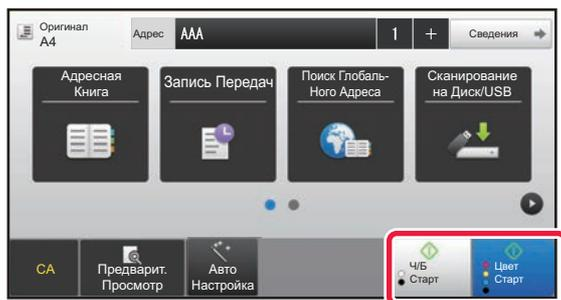 Оригинал
A4
Адрес AAA 1 + Сведения
Адресная
Книга
Запись Передач
Поиск Глобаль-
Ного Адреса
Сканирование
на Диск/USB
CA
Предварит.
Просмотр
Авто
Настройка
Ч/Б
Старт
Цвет
Старт